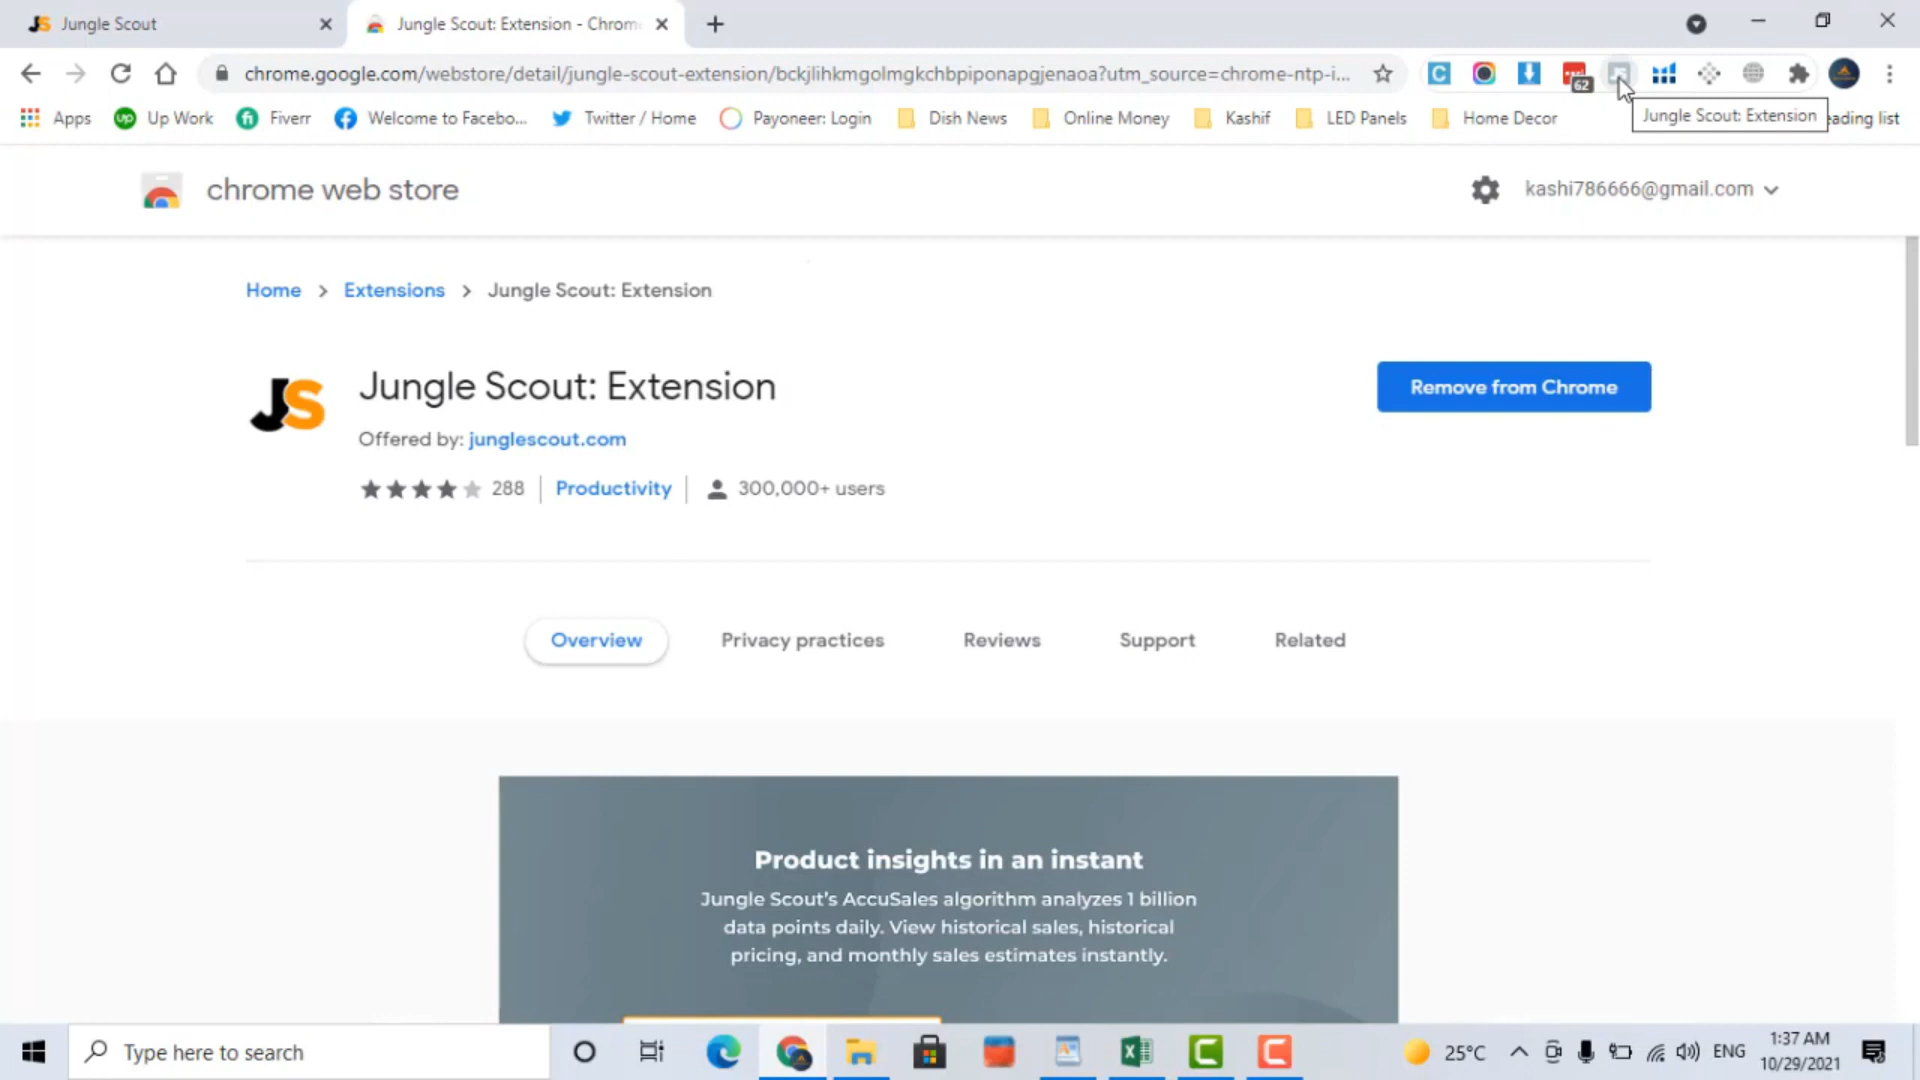 Jungle Scout
Jungle Scout: Extension - Chrom
chrome.google.com/webstore/detail/jungle-scout-extension/bckjlihkmgolmgkchbpiponapgjenaoa?utm_source=chrome-ntp-i...
62
Apps
Up Work
Fiverr
Welcome to Facebo...
Twitter / Home
Payoneer: Login
Dish News
Online Money
Kashif
LED Panels
Home Decor
Jungle Scout: Extension
eading list
chrome web store
kashi786666@gmail.com
Home > Extensions > Jungle Scout: Extension
JS
Jungle Scout: Extension
Remove from Chrome
Offered by: junglescout.com
288
Productivity
300,000+ users
Overview
Privacy practices
Reviews
Support
Related
Product insights in an instant
Jungle Scout's AccuSales algorithm analyzes 1 billion
data points daily. View historical sales, historical
pricing, and monthly sales estimates instantly.
Type here to search
25°C
ENG
1:37 AM
10/29/2021